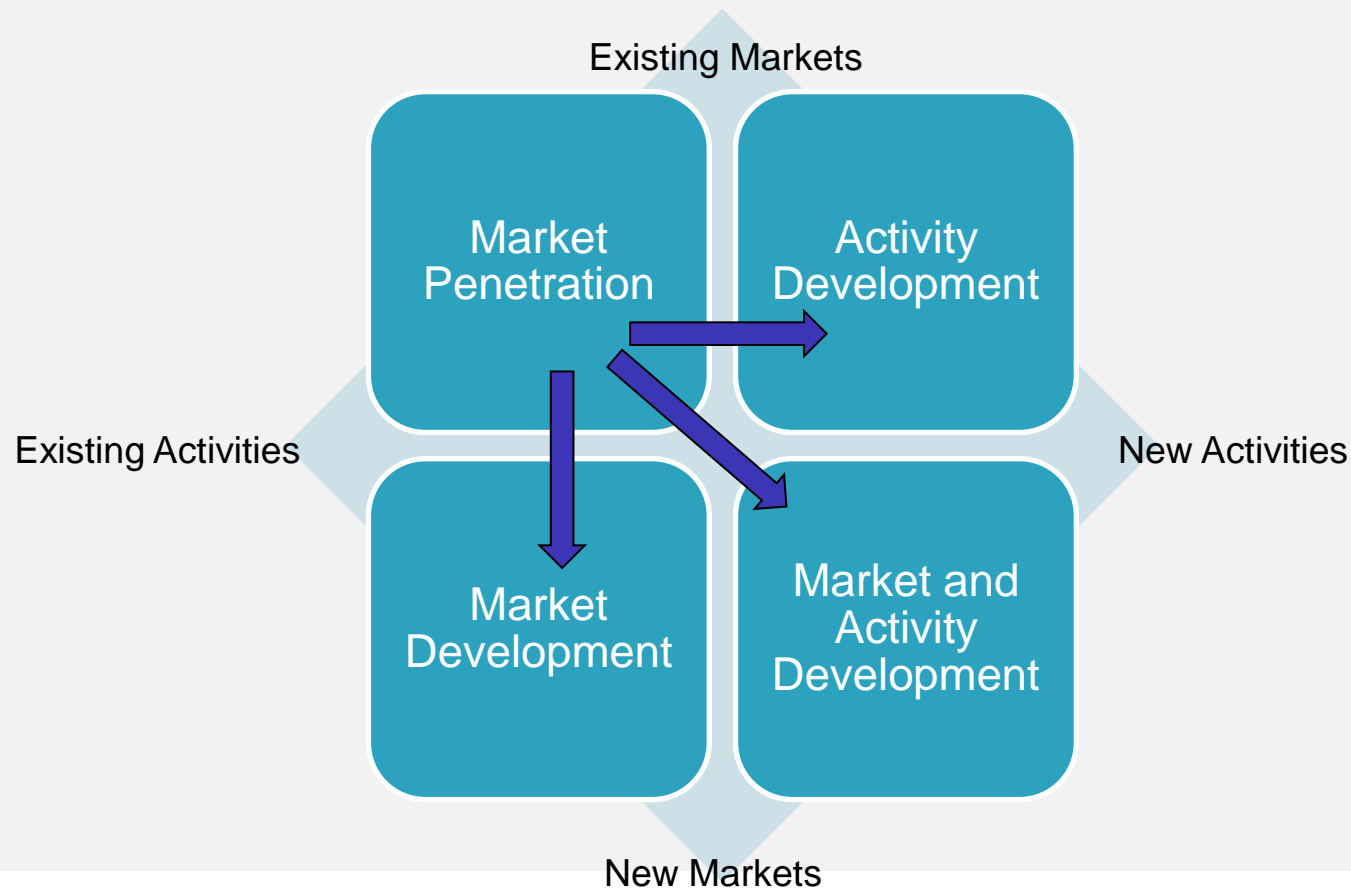 Existing Markets
Market
Penetration
Activity
Development
Existing Activities
New Activities
Market
Development
Market and
Activity
Development
New Markets